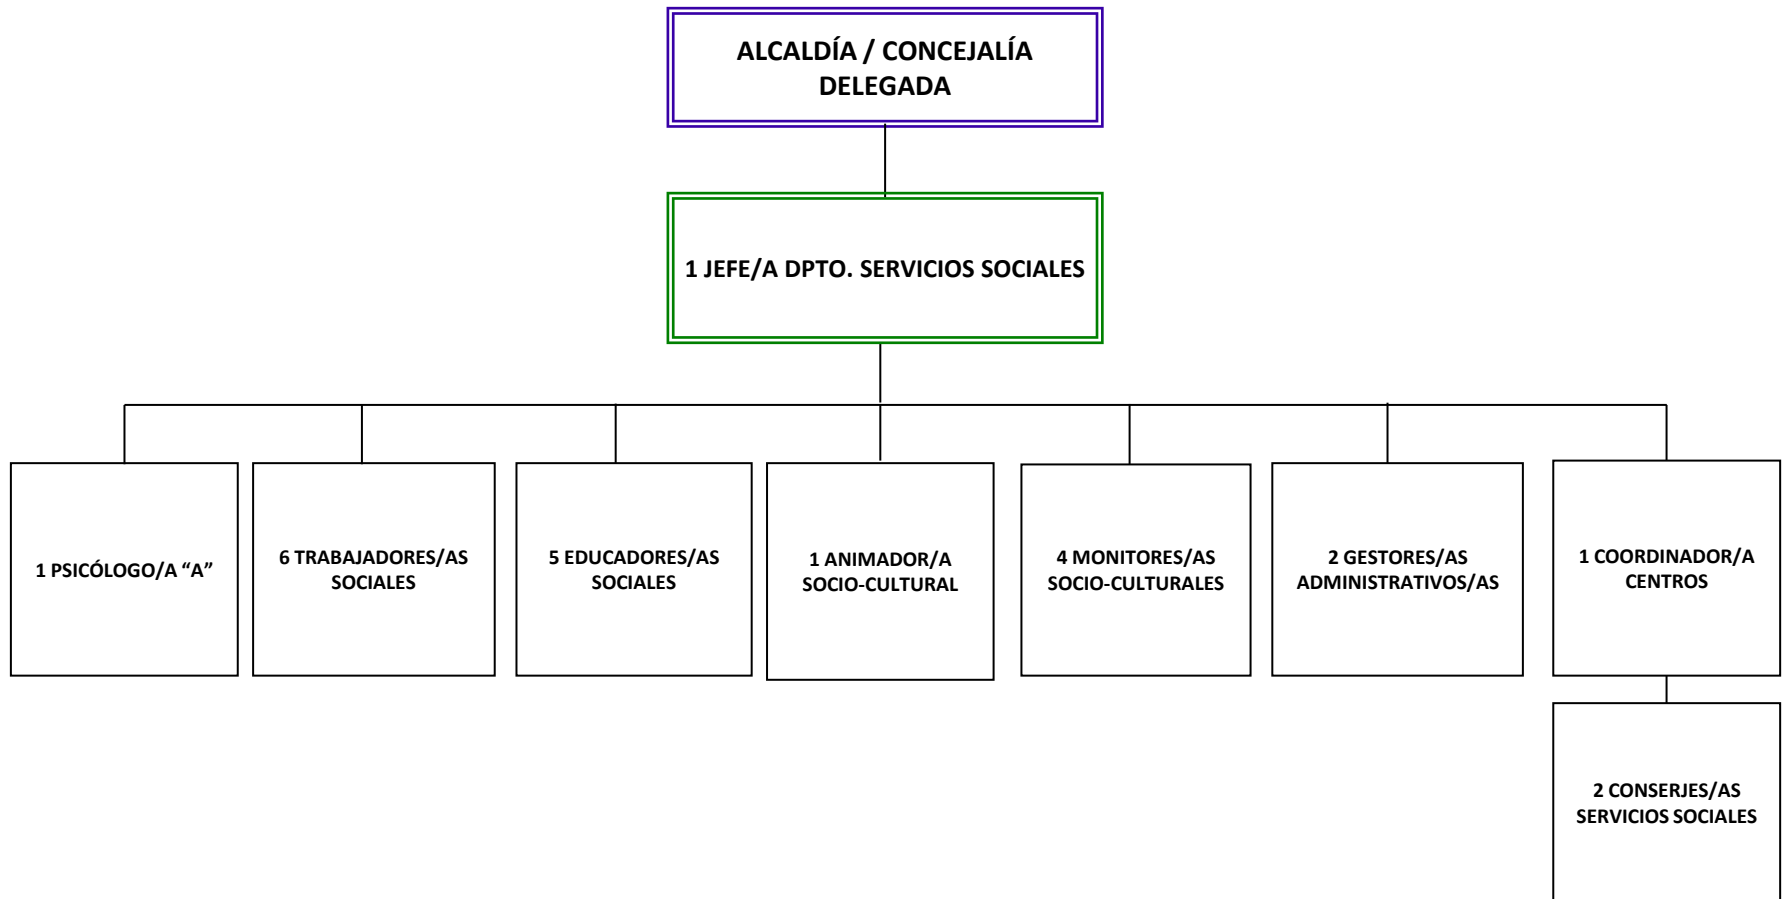 ALCALDÍA / CONCEJALÍA
DELEGADA
1 JEFE/A DPTO. SERVICIOS SOCIALES
1 PSICÓLOGO/A “A”
6 TRABAJADORES/AS
SOCIALES
5 EDUCADORES/AS
SOCIALES
1 ANIMADOR/A
SOCIO-CULTURAL
4 MONITORES/AS
SOCIO-CULTURALES
2 GESTORES/AS
ADMINISTRATIVOS/AS
1 COORDINADOR/A
CENTROS
2 CONSERJES/AS
SERVICIOS SOCIALES